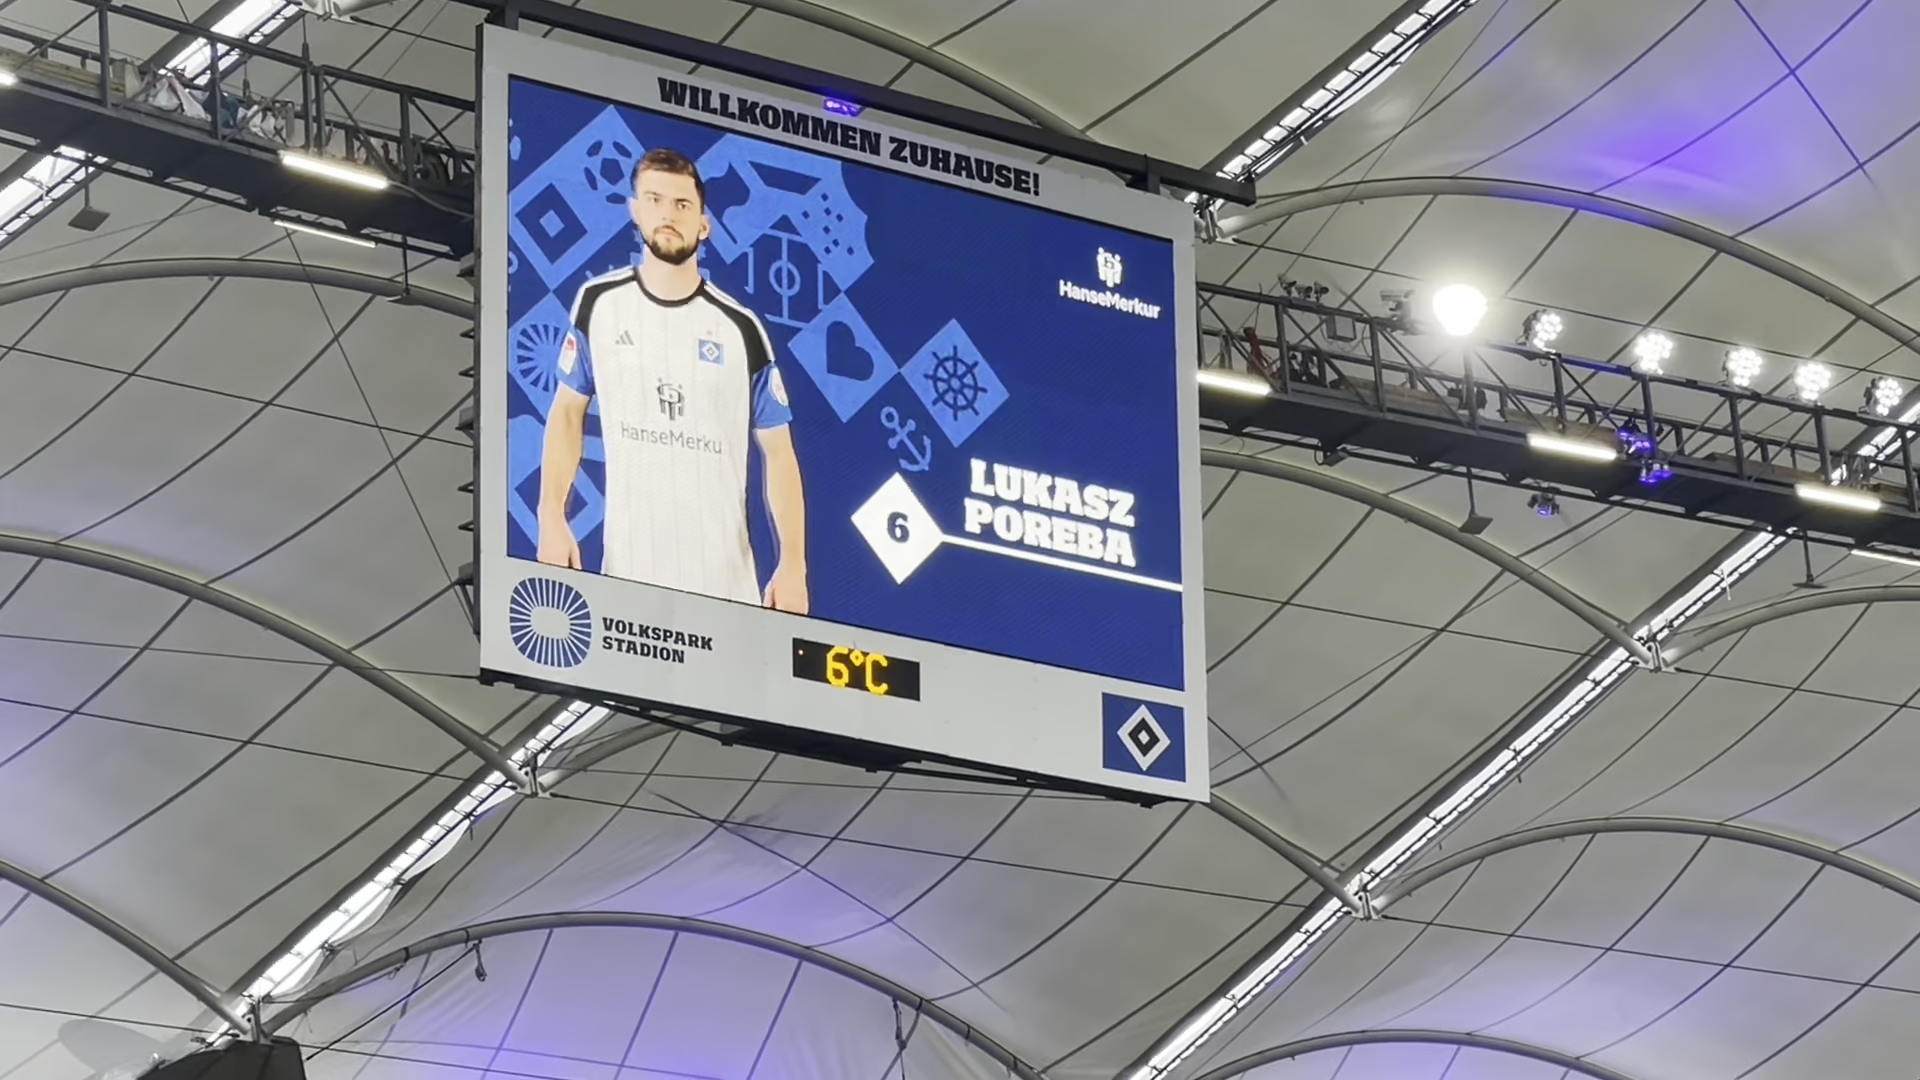 WILLKOMMEN ZUHAUSE!
HanseMerkur
HanseMerku
6
LUKASZ
POREBA
VOLKSPARK
STADION
6°C